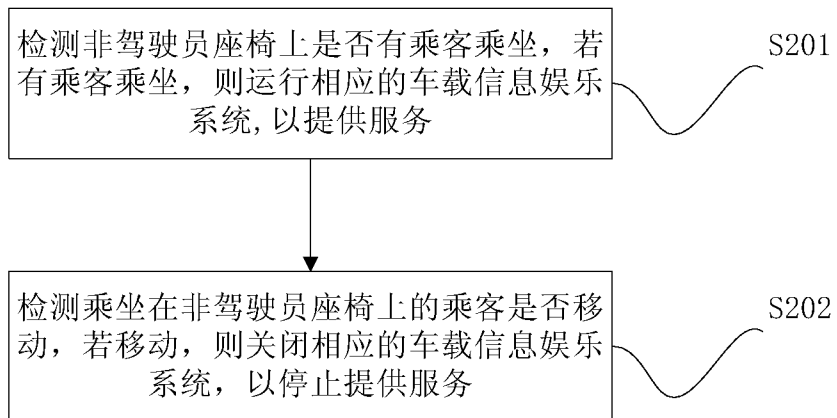 检测非驾驶员座椅上是否有乘客乘坐，若
有乘客乘坐，则运行相应的车载信息娱乐
系统,以提供服务
S201
检测乘坐在非驾驶员座椅上的乘客是否移
动，若移动，则关闭相应的车载信息娱乐
系统，以停止提供服务
S202